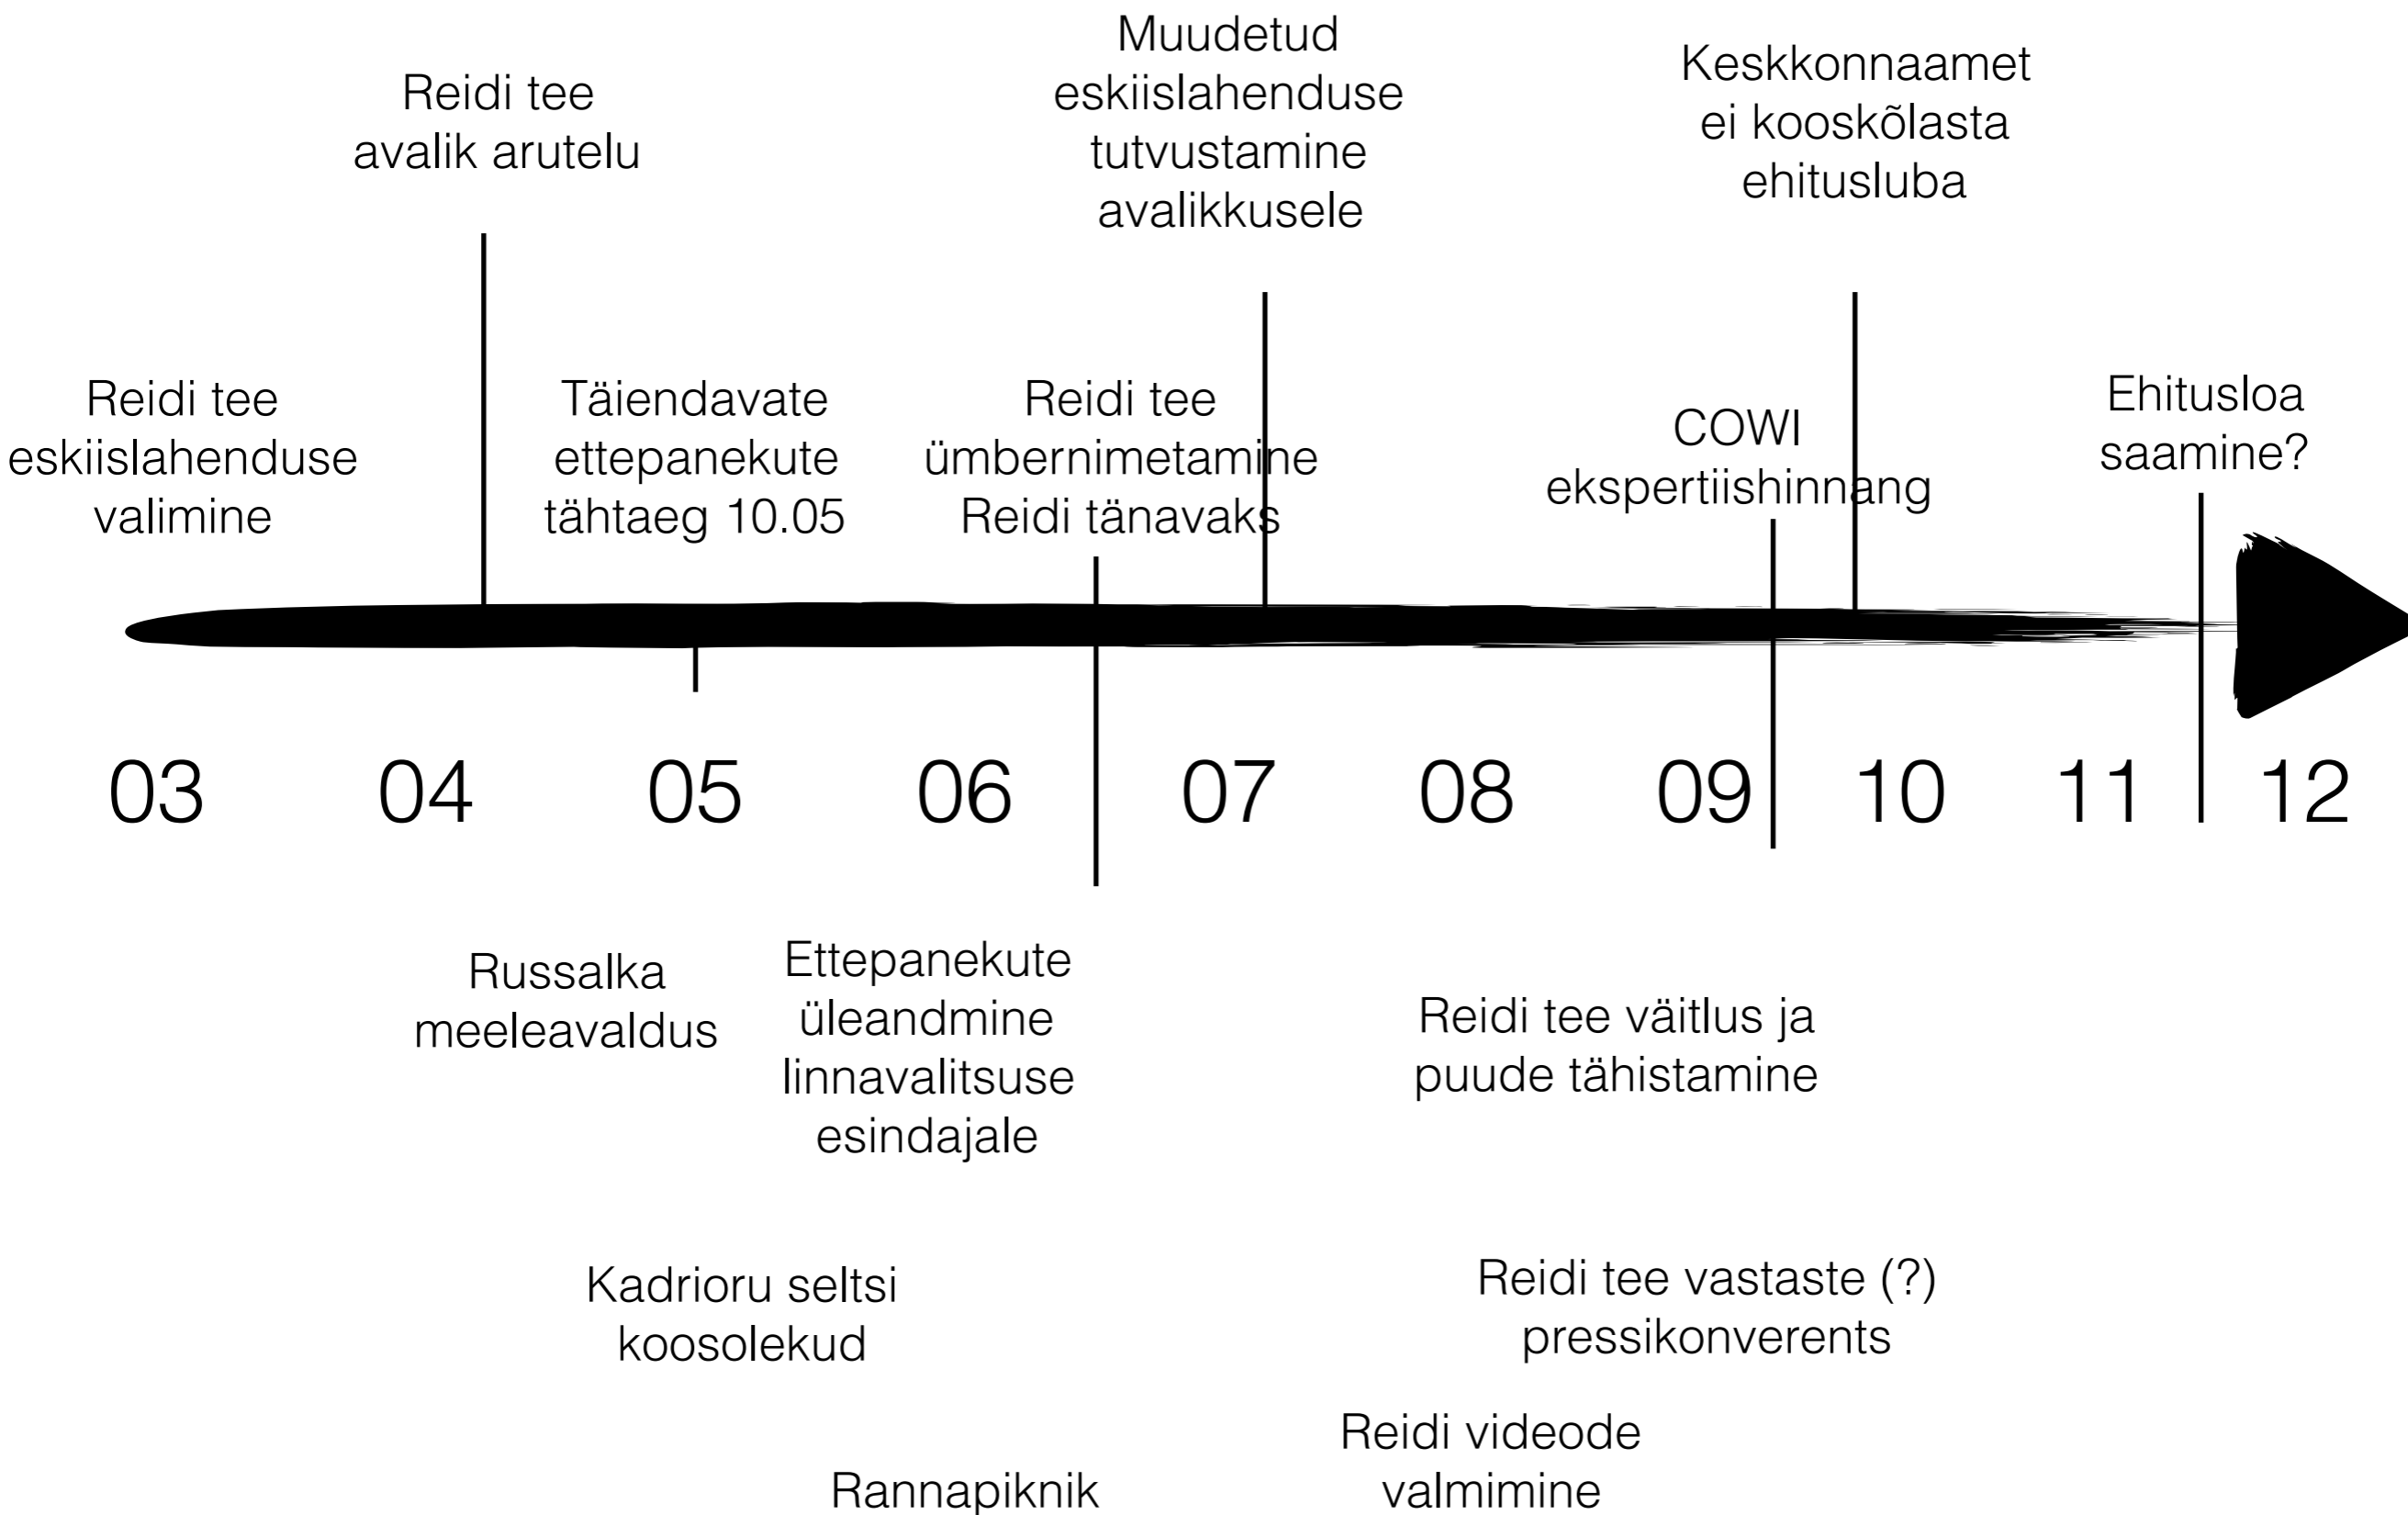 Reidi tee
avalik arutelu
Muudetud
eskiislahenduse
tutvustamine
avalikkusele
Keskkonnaamet
ei kooskõlasta
ehitusluba
Reidi tee
eskiislahenduse
valimine
Täiendavate
ettepanekute
tähtaeg 10.05
Reidi tee
ümbernimetamine
Reidi tänavaks
COWI
ekspertiishinnang
Ehitusloa
saamine?
03 04 05 06 07 08 09 10 11 12
Russalka
meeleavaldus
Ettepanekute
üleandmine
linnavalitsuse
esindajale
Reidi tee väitlus ja
puude tähistamine
Kadrioru seltsi
koosolekud
Reidi tee vastaste (?)
pressikonverents
Rannapiknik
Reidi videode
valmimine